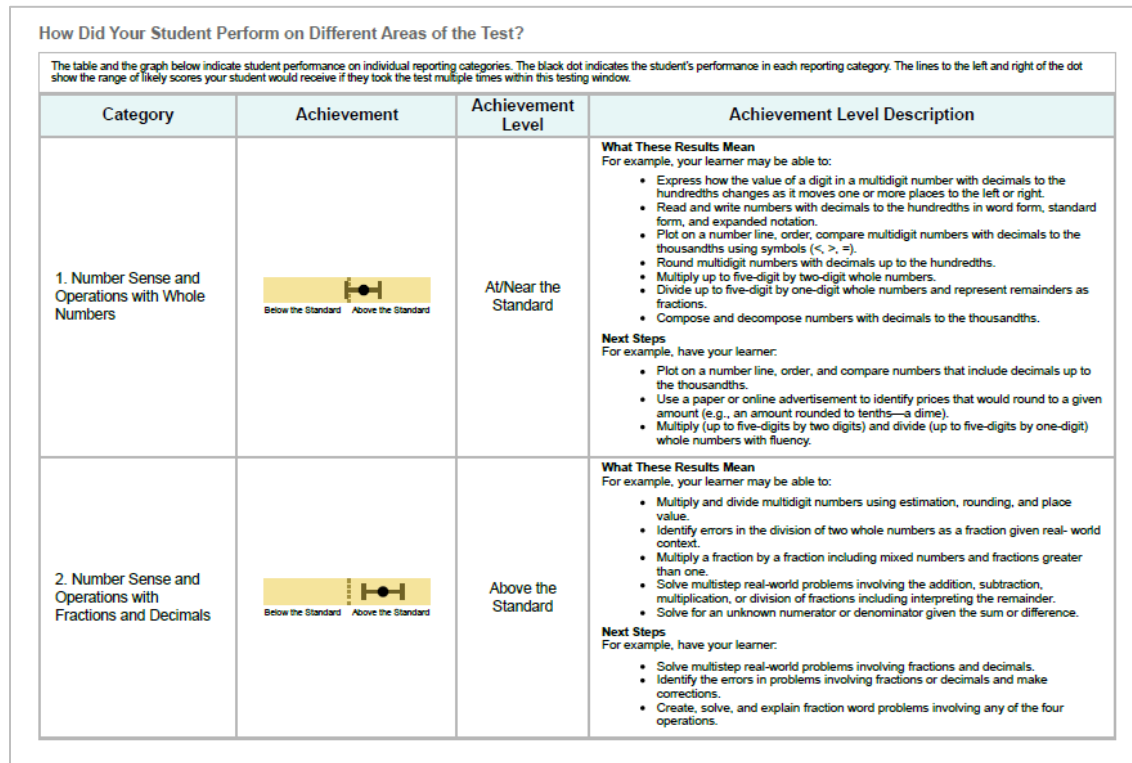 How Did Your Student Perform on Different Areas of the Test?
The table and the graph below indicate student performance on individual reporting categories. The black dot indicates the student's performance in each reporting category. The lines to the left and right of the dot
show the range of likely scores your student would receive if they took the test multiple times within this testing window.
Category
Achievement
Achievement
Level
Achievement Level Description
1. Number Sense and
Operations with Whole
Numbers
Below the Standard Above the Standard
At/Near the
Standard
What These Results Mean
For example, your learner may be able to:
• Express how the value of a digit in a multidigit number with decimals to the
hundredths changes as it moves one or more places to the left or right.
• Read and write numbers with decimals to the hundredths in word form, standard
form, and expanded notation.
• Plot on a number line, order, compare multidigit numbers with decimals to the
thousandths using symbols (<, >, =).
• Round multidigit numbers with decimals up to the hundredths.
• Multiply up to five-digit by two-digit whole numbers.
• Divide up to five-digit by one-digit whole numbers and represent remainders as
fractions.
• Compose and decompose numbers with decimals to the thousandths.
Next Steps
For example, have your learner:
• Plot on a number line, order, and compare numbers that include decimals up to
the thousandths.
• Use a paper or online advertisement to identify prices that would round to a given
amount (e.g., an amount rounded to tenths—a dime).
• Multiply (up to five-digits by two digits) and divide (up to five-digits by one-digit)
whole numbers with fluency.
2. Number Sense and
Operations with
Fractions and Decimals
Below the Standard Above the Standard
Above the
Standard
What These Results Mean
For example, your learner may be able to:
• Multiply and divide multidigit numbers using estimation, rounding, and place
value.
• Identify errors in the division of two whole numbers as a fraction given real- world
context.
• Multiply a fraction by a fraction including mixed numbers and fractions greater
than one.
• Solve multistep real-world problems involving the addition, subtraction,
multiplication, or division of fractions including interpreting the remainder.
• Solve for an unknown numerator or denominator given the sum or difference.
Next Steps
For example, have your learner:
• Solve multistep real-world problems involving fractions and decimals.
• Identify the errors in problems involving fractions or decimals and make
corrections.
• Create, solve, and explain fraction word problems involving any of the four
operations.